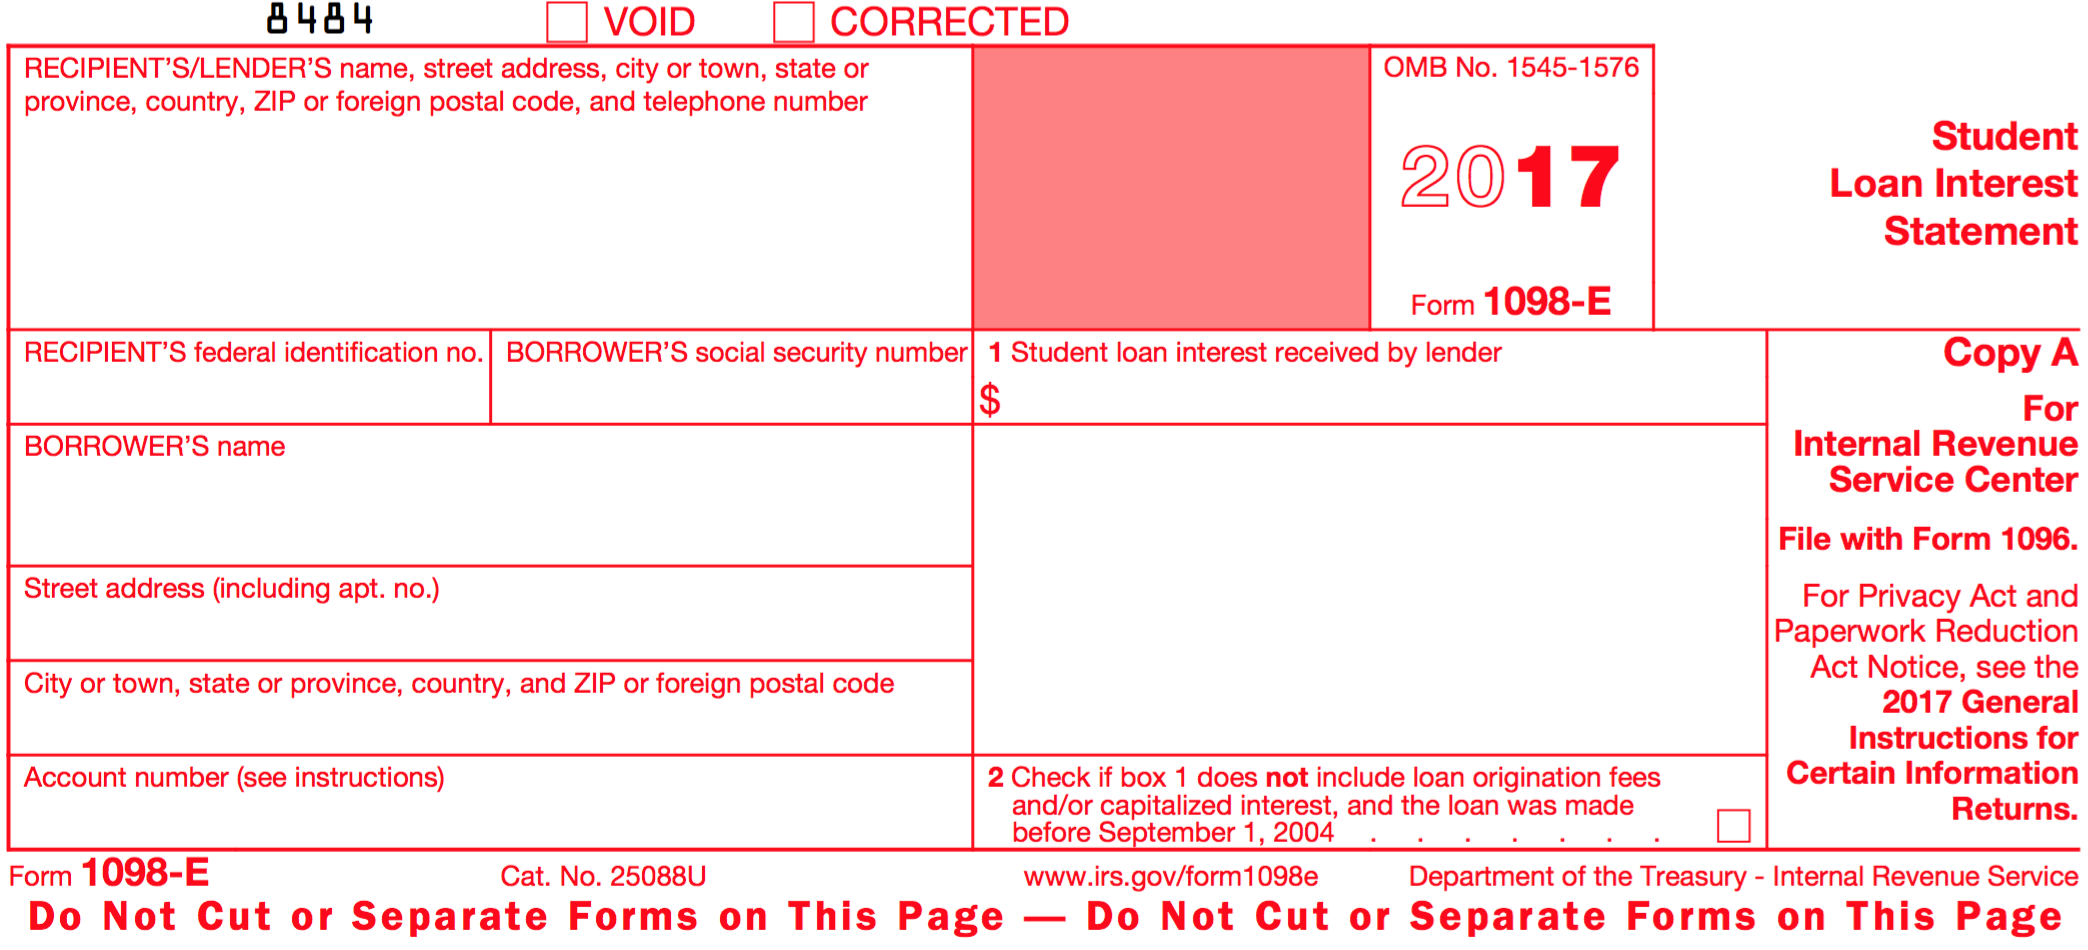 8484 VOID CORRECTED
RECIPIENT'S/LENDER'S name, street address, city or town, state or
province, country, ZIP or foreign postal code, and telephone number
OMB No. 1545-1576
2017
Form 1098-E
Student
Loan Interest
Statement
RECIPIENT'S federal identification no.
BORROWER'S social security number
1 Student loan interest received by lender
$
Copy A
For
Internal Revenue
Service Center
File with Form 1096.
For Privacy Act and
Paperwork Reduction
Act Notice, see the
2017 General
Instructions for
Certain Information
Returns.
BORROWER'S name
Street address (including apt. no.)
City or town, state or province, country, and ZIP or foreign postal code
Account number (see instructions)
2 Check if box 1 does not include loan origination fees
and/or capitalized interest, and the loan was made
before September 1, 2004 . . . . . . .
Form 1098-E Cat. No. 25088U www.irs.gov/form1098e Department of the Treasury - Internal Revenue Service
Do Not Cut or Separate Forms on This Page — Do Not Cut or Separate Forms on This Page